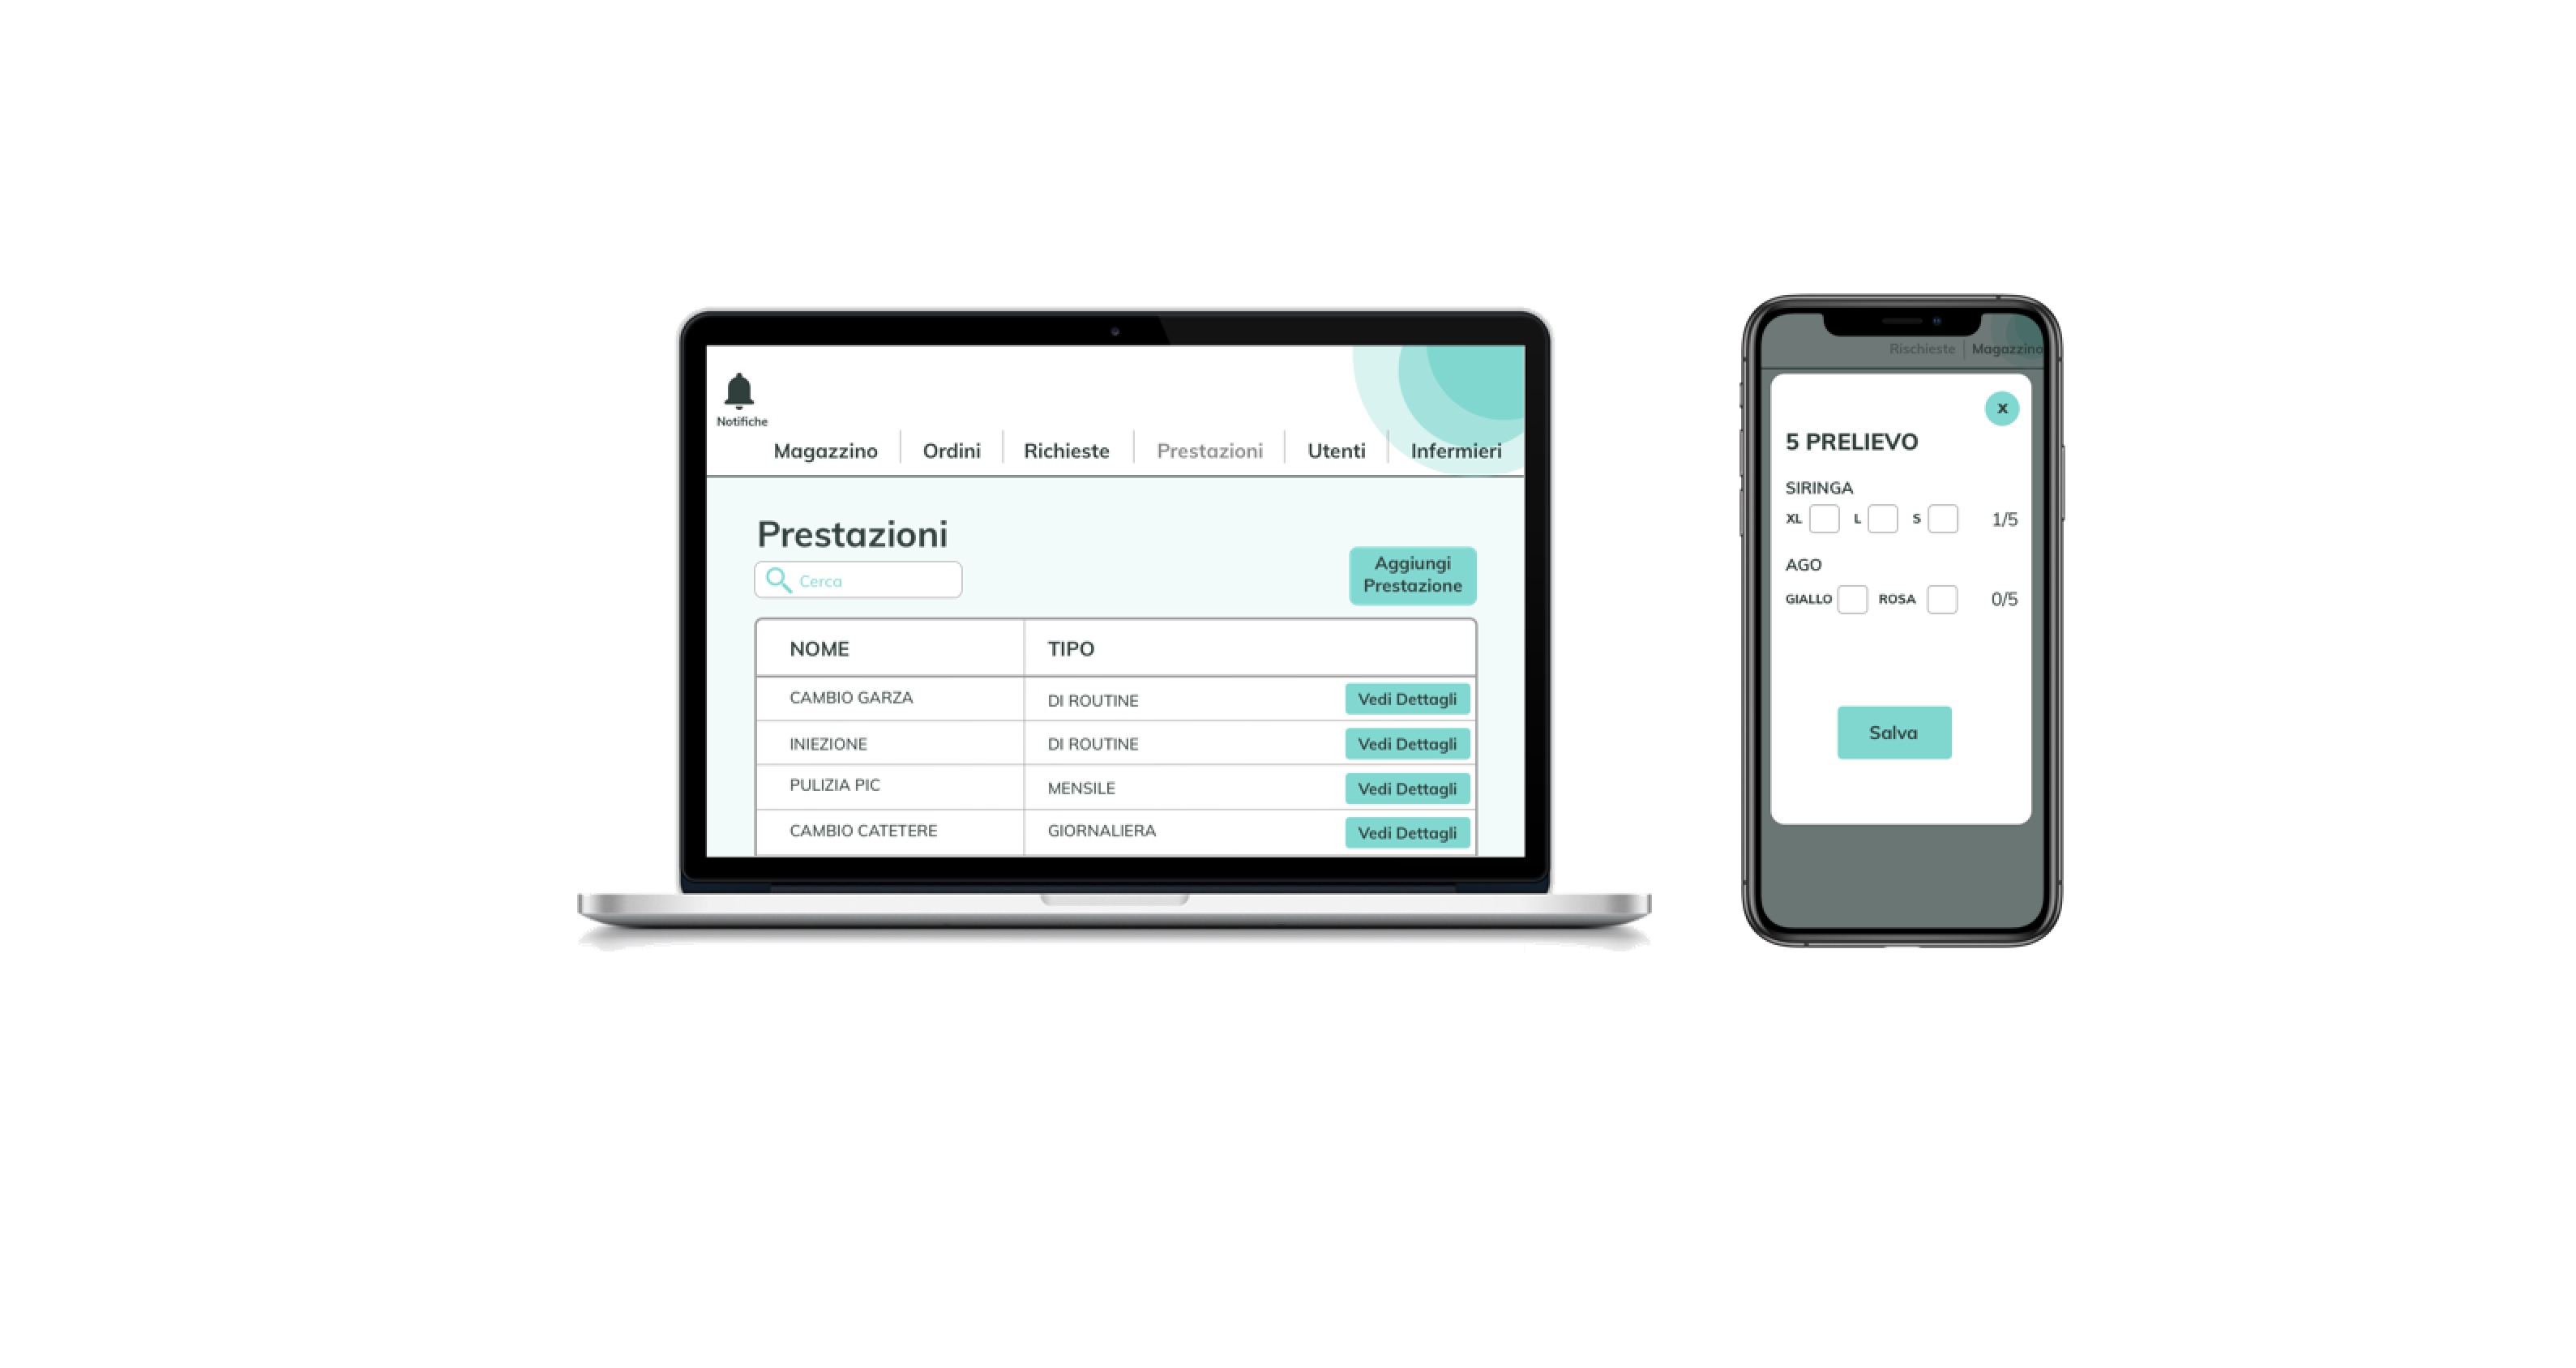 Notifiche
Magazzino Ordini Richieste Prestazioni Utenti Infermieri
Prestazioni
Cerca
Aggiungi
Prestazione
NOME TIPO
CAMBIO GARZA DI ROUTINE Vedi Dettagli
INIEZIONE DI ROUTINE Vedi Dettagli
PULIZIA PIC MENSILE Vedi Dettagli
CAMBIO CATETERE GIORNALIERA Vedi Dettagli
Rischieste Magazzino
x
5 PRELIEVO
SIRINGA
XL L S 1/5
AGO
GIALLO ROSA 0/5
Salva